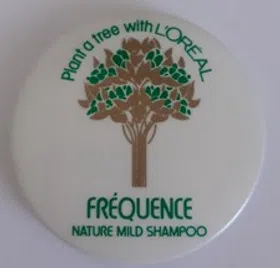 Plant a tree with L'ORÉAL
FRÉQUENCE
NATURE MILD SHAMPOO